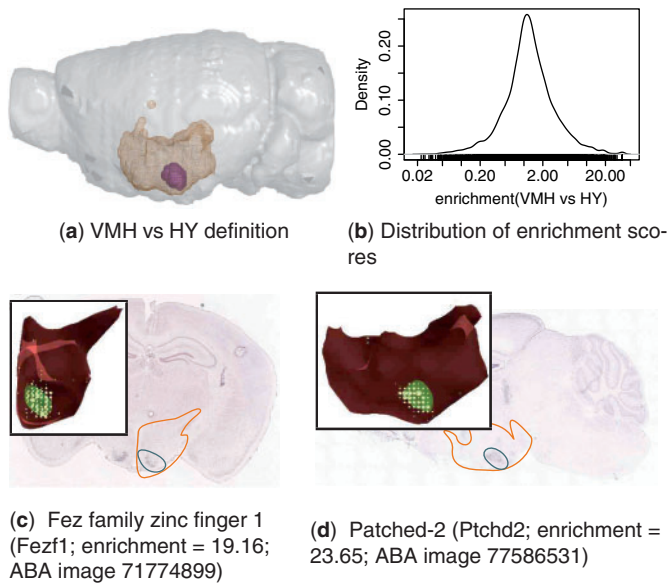 (a) VMH vs HY definition
Density
0.00
0.10
0.20
0.02
0.20
2.00
20.00
enrichment(VMH vs HY)
(b) Distribution of enrichment sco-
res
(c) Fez family zinc finger 1
(Fezf1; enrichment = 19.16;
ABA image 71774899)
(d) Patched-2 (Ptchd2; enrichment =
23.65; ABA image 77586531)